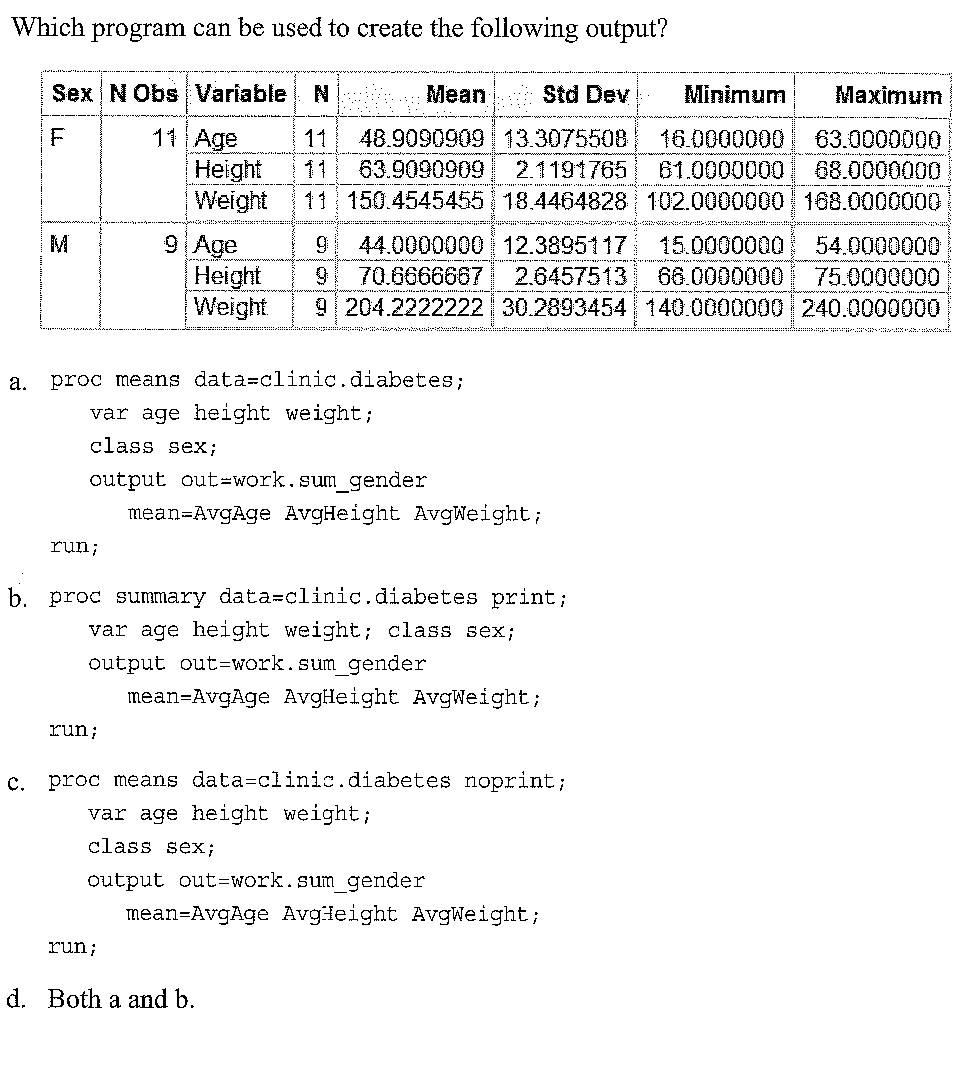 Which program can be used to create the following output?
Sex N Obs Variable N Mean Std Dev Minimum Maximum
F 11 Age 11 48.9090909 13.3075508 16.0000000 63.0000000
Height 11 63.9090909 2.1191765 61.0000000 68.0000000
Weight 11 150.4545455 18.4464828 102.0000000 168.0000000
M 9 Age 9 44.0000000 12.3895117 15.0000000 54.0000000
Height 9 70.6666667 2.6457513 66.0000000 75.0000000
Weight 9 204.2222222 30.2893454 140.0000000 240.0000000
a. proc means data=clinic.diabetes;
var age height weight;
class sex;
output out=work.sum_gender
mean=AvgAge AvgHeight AvgWeight;
run;
b. proc summary data=clinic.diabetes print;
var age height weight; class sex;
output out=work.sum_gender
mean=AvgAge AvgHeight AvgWeight;
run;
c. proc means data=clinic.diabetes noprint;
var age height weight;
class sex;
output out=work.sum_gender
mean=AvgAge AvgHeight AvgWeight;
run;
d. Both a and b.